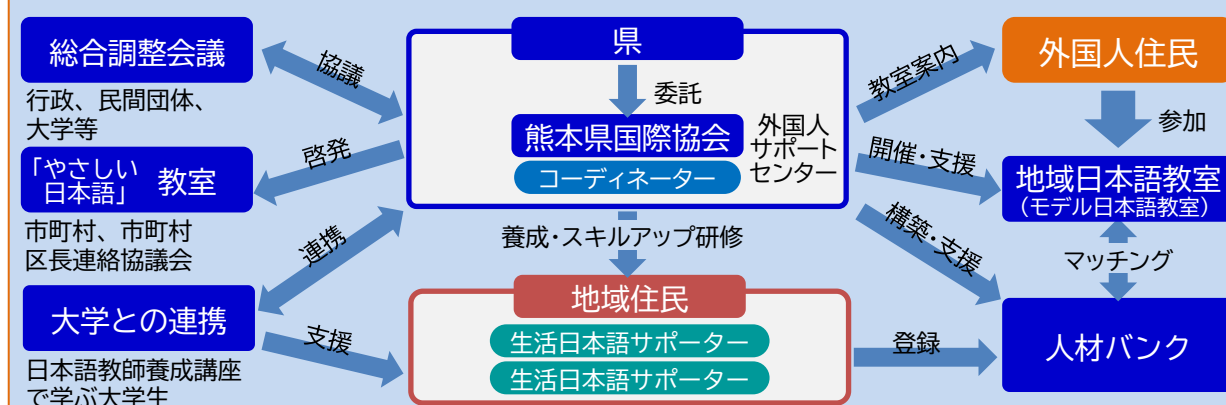 総合調整会議
行政、民間団体、
大学等
「やさしい
日本語」
教室
市町村、市町村
区長連絡協議会
大学との連携
日本語教師養成講座
で学ぶ大学生
協議
啓発
連携
支援
県
委託
熊本県国際協会
コーディネーター
外国人
サポート
センター
養成・スキルアップ研修
地域住民
生活日本語サポーター
生活日本語サポーター
教室案内
開催・支援
構築・支援
登録
外国人住民
参加
地域日本語教室
（モデル日本語教室）
マッチング
人材バンク